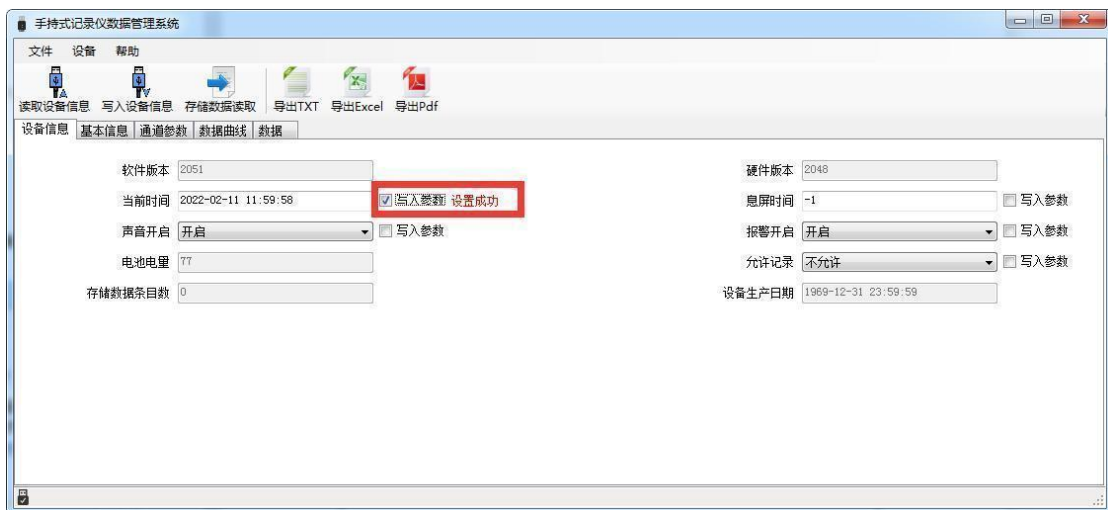 手持式记录仪数据管理系统
文件 设备 帮助
读取设备信息 写入设备信息 存储数据读取 导出TXT 导出Excel 导出Pdf
设备信息 基本信息 通道参数 数据曲线 数据
软件版本 2051 硬件版本 2048
当前时间 2022-02-11 11:59:58 写入参数 设置成功 息屏时间 -1 写入参数
声音开启 开启 写入参数 报警开启 开启 写入参数
电池电量 77 允许记录 不允许 写入参数
存储数据条目数 0 设备生产日期 1969-12-31 23:59:59